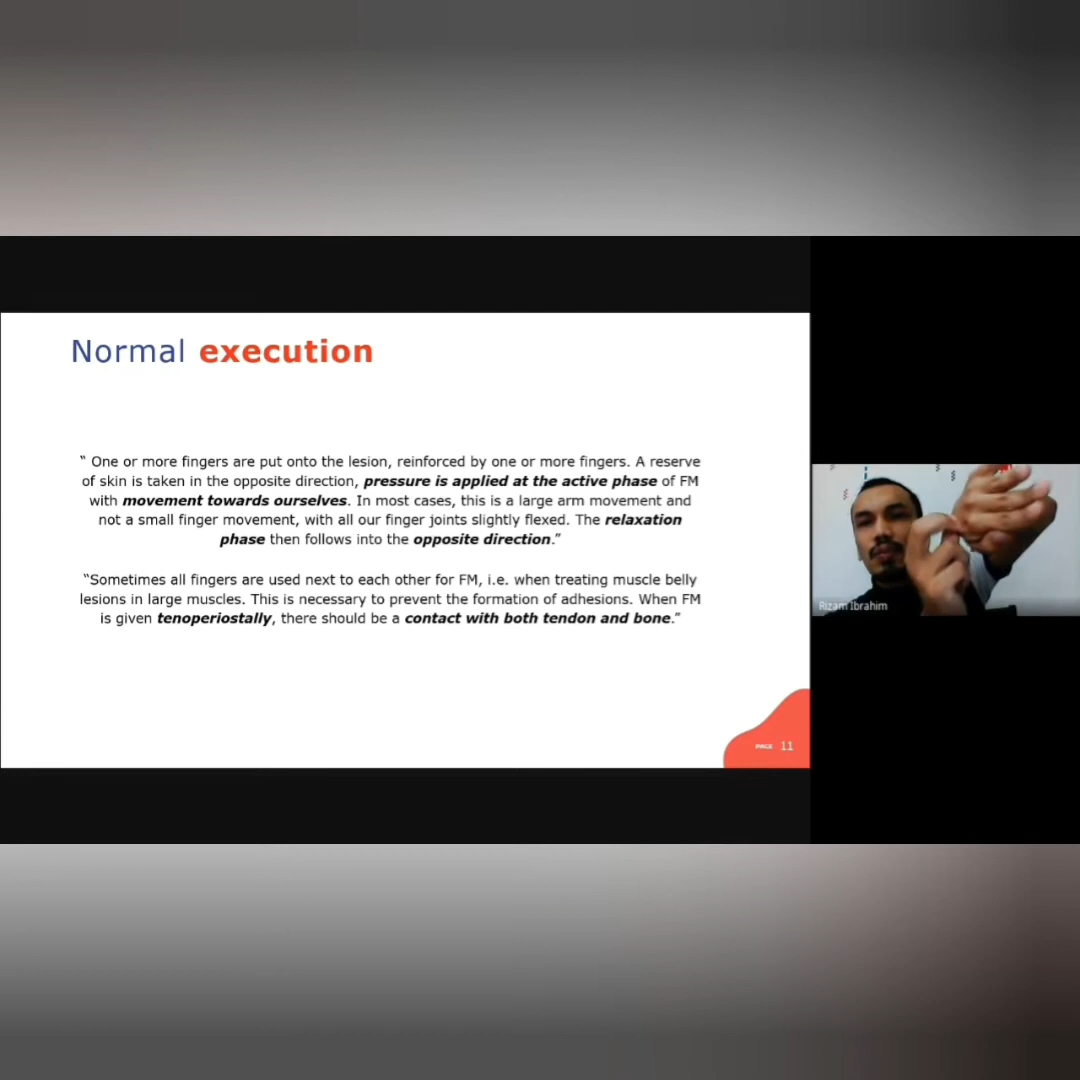 Normal execution
“ One or more fingers are put onto the lesion, reinforced by one or more fingers. A reserve
of skin is taken in the opposite direction, pressure is applied at the active phase of FM
with movement towards ourselves. In most cases, this is a large arm movement and
not a small finger movement, with all our finger joints slightly flexed. The relaxation
phase then follows into the opposite direction.”
“Sometimes all fingers are used next to each other for FM, i.e. when treating muscle belly
lesions in large muscles. This is necessary to prevent the formation of adhesions. When FM
is given tenoperiostally, there should be a contact with both tendon and bone.”
Rizam Ibrahim
PAGE 11